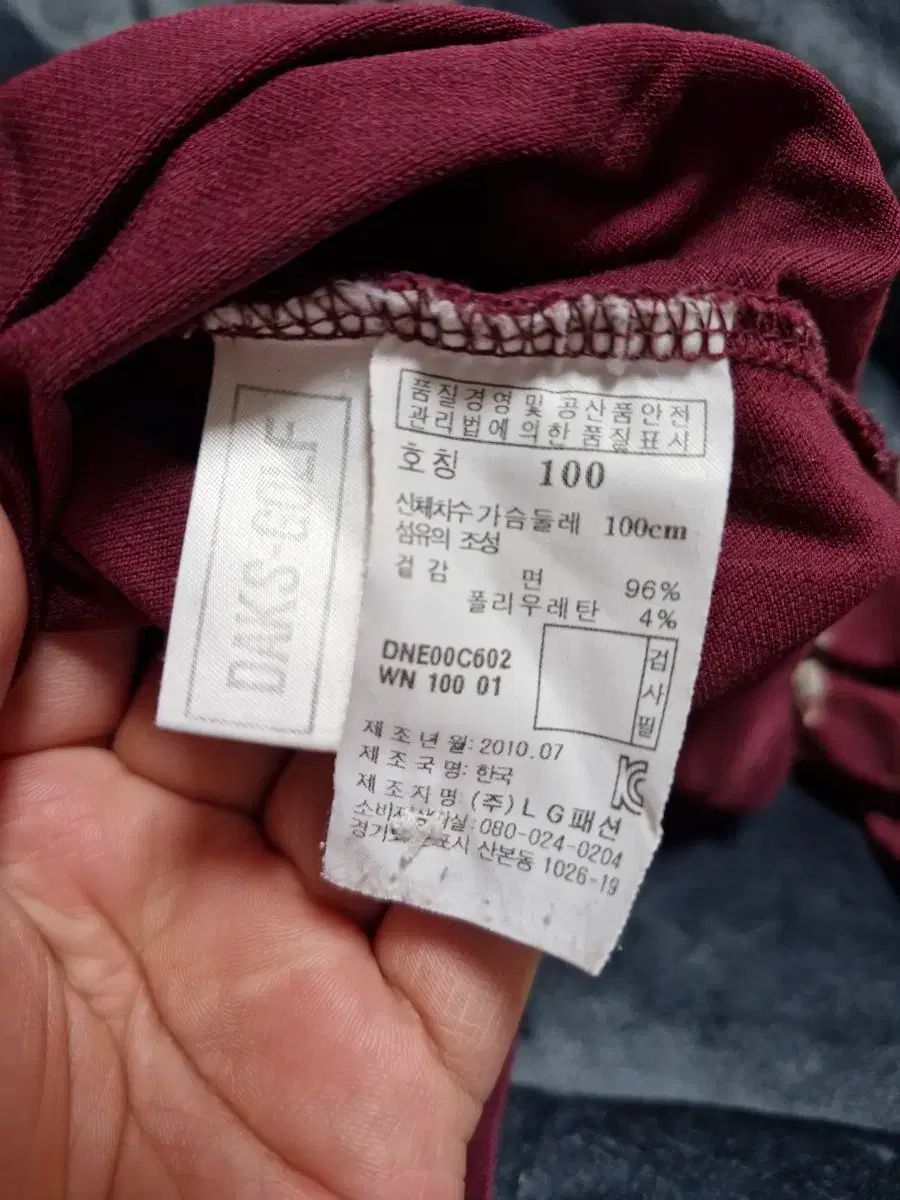 DAKS-GOLF
품질경영 및 공산품안전
관리법에 의한 품질표시
호칭 100
신체치수 가슴둘레 100cm
섬유의 조성
겉감 면 96%
폴리우레탄 4%
DNE00C602
WN 100 01
검사필
제조년월: 2010.07
제조국명: 한국
제조자명: (주)LG패션
080-024-0204
산본동 1026-19